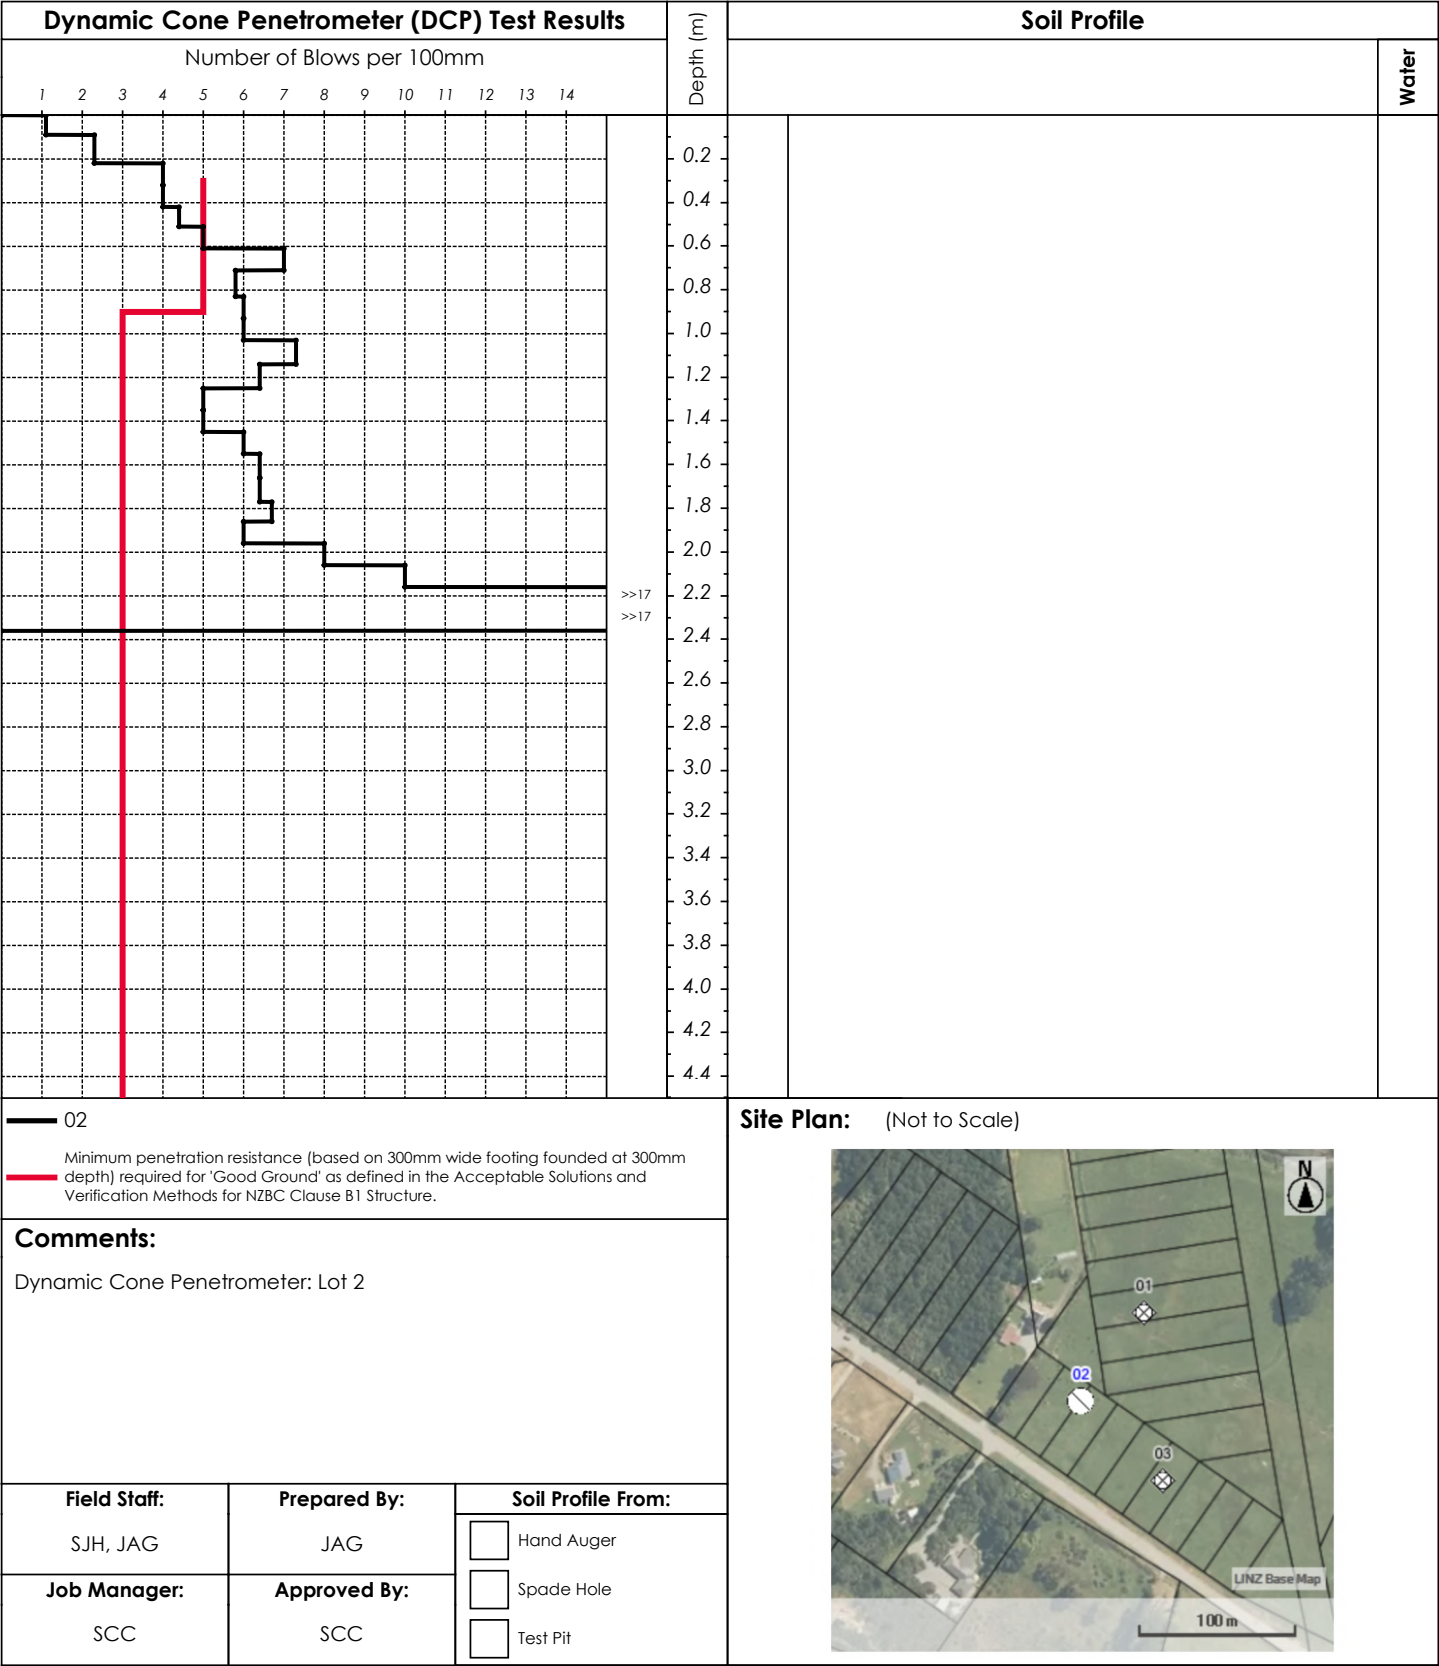 Dynamic Cone Penetrometer (DCP) Test Results
Depth (m)
Soil Profile
Number of Blows per 100mm
Water
1 2 3 4 5 6 7 8 9 10 11 12 13 14
0.2
0.4
0.6
0.8
1.0
1.2
1.4
1.6
1.8
2.0
>>17 2.2
>>17
2.4
2.6
2.8
3.0
3.2
3.4
3.6
3.8
4.0
4.2
4.4
02
Minimum penetration resistance (based on 300mm wide footing founded at 300mm
depth) required for 'Good Ground' as defined in the Acceptable Solutions and
Verification Methods for NZBC Clause B1 Structure.
Comments:
Dynamic Cone Penetrometer: Lot 2
Site Plan: (Not to Scale)
N
01
02
03
LINZ Base Map
100 m
Field Staff:
SJH, JAG
Prepared By:
JAG
Job Manager:
SCC
Approved By:
SCC
Soil Profile From:
Hand Auger
Spade Hole
Test Pit